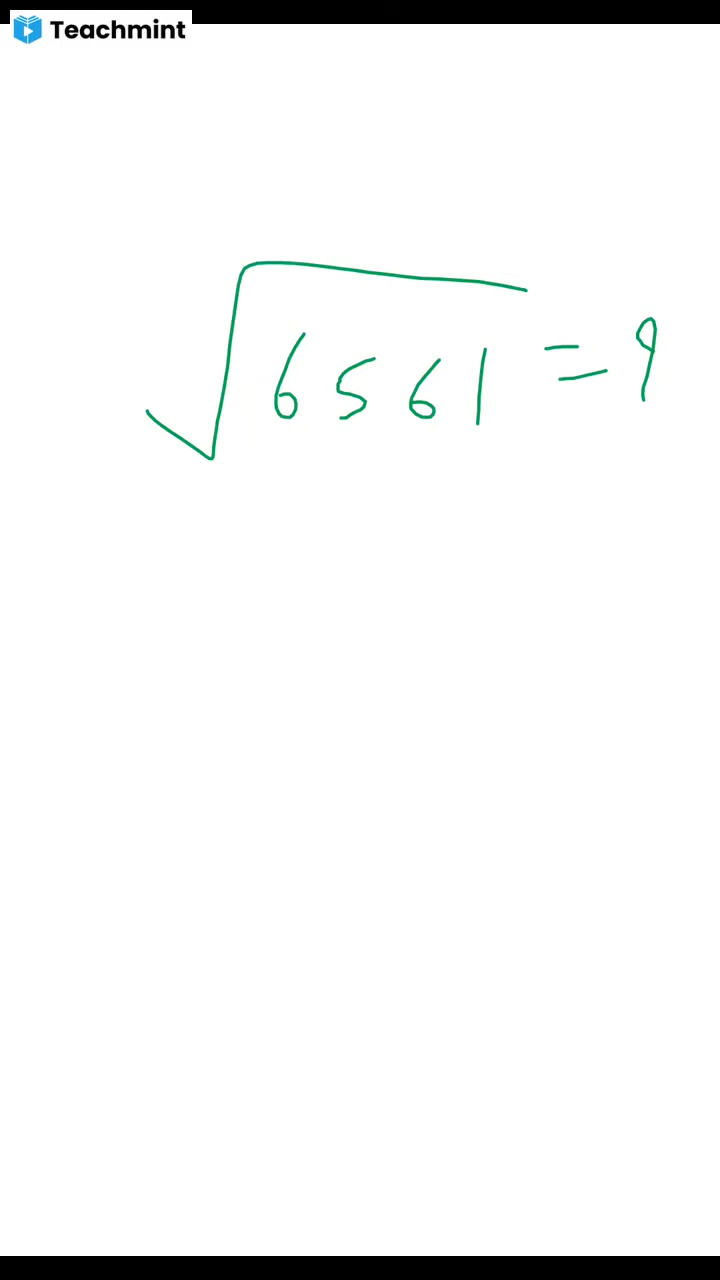 Teachmint
√6561 = 9